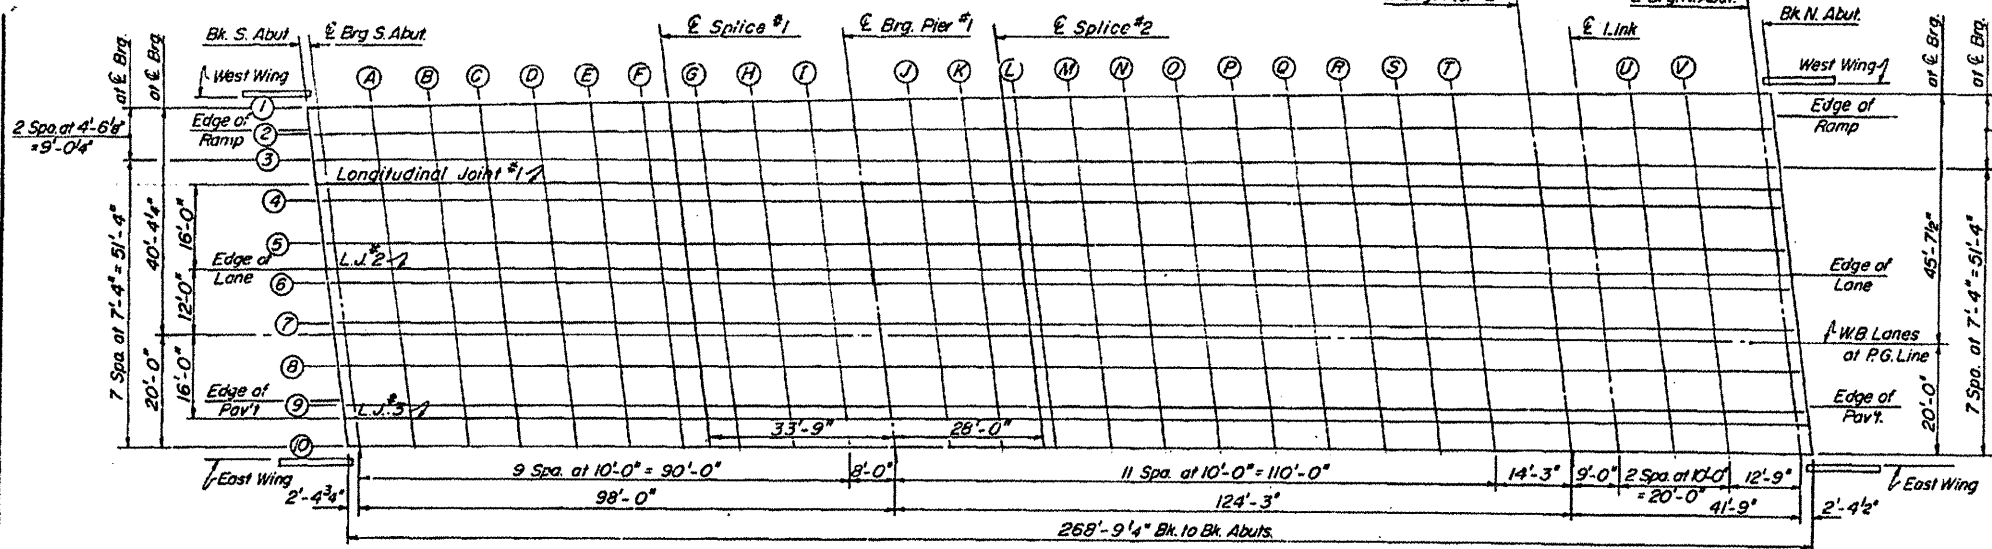 Bk. S. Abut.
℄ Brg S. Abut.
℄ Splice #1
℄ Brg. Pier #1
℄ Splice #2
℄ Link
Bk. N. Abut.
at ℄ Brg.
at ℄ Brg.
West Wing
A B C D E F G H I J K L M N O P Q R S T U V
West Wing
at ℄ Brg.
at ℄ Brg.
1
Edge of
Ramp
2
3
2 Spa. at 4'-6⅛"
=9'-0¼"
Edge of
Ramp
Longitudinal Joint #1
4
5
Edge of
Lane
L.J. #2
6
7
8
Edge of
Pav't
9
L.J. #3
10
7 Spa. at 7'-4" = 51'-4"
40'-4¼"
20'-0"
16'-0"
12'-0"
16'-0"
Edge of
Lane
W.B. Lanes
at P.G. Line
Edge of
Pav't.
45'-7½"
20'-0"
7 Spa. at 7'-4" = 51'-4"
33'-9"
28'-0"
East Wing
2'-4¾"
9 Spa. at 10'-0" = 90'-0"
8'-0"
11 Spa. at 10'-0" = 110'-0"
14'-3"
9'-0"
2 Spa. at 10'-0"
= 20'-0"
12'-9"
East Wing
98'-0"
124'-3"
41'-9"
2'-4½"
268'-9¼" Bk. to Bk. Abuts.